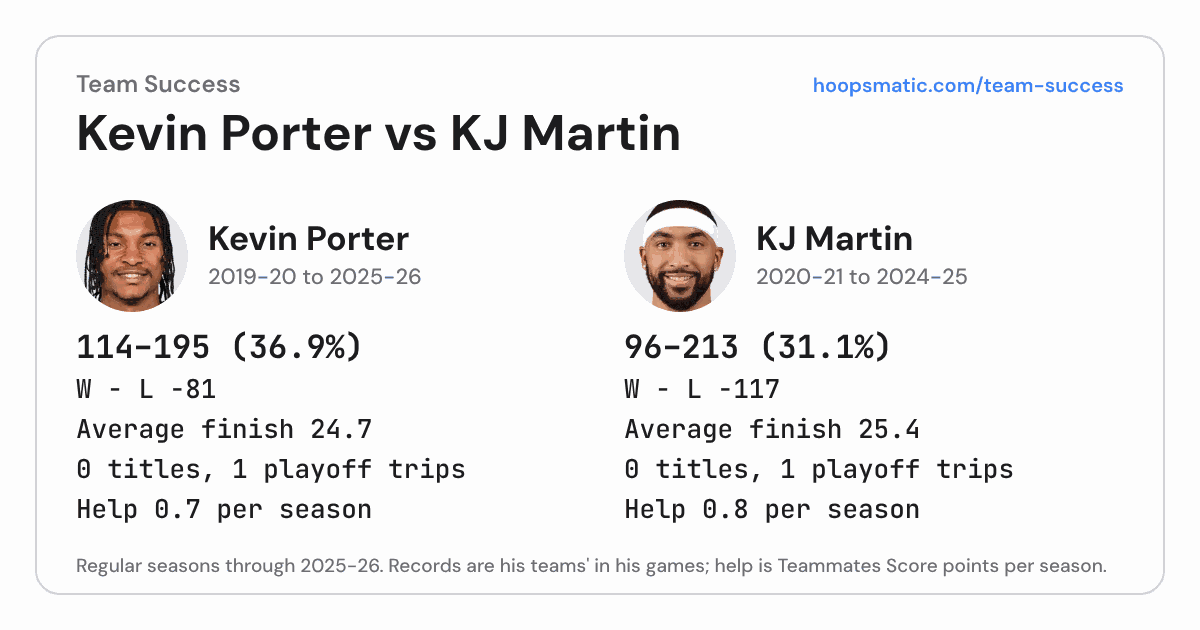 Team Success
hoopsmatic.com/team-success
Kevin Porter vs KJ Martin
Kevin Porter
2019-20 to 2025-26
114-195 (36.9%)
W - L -81
Average finish 24.7
0 titles, 1 playoff trips
Help 0.7 per season
KJ Martin
2020-21 to 2024-25
96-213 (31.1%)
W - L -117
Average finish 25.4
0 titles, 1 playoff trips
Help 0.8 per season
Regular seasons through 2025-26. Records are his teams' in his games; help is Teammates Score points per season.